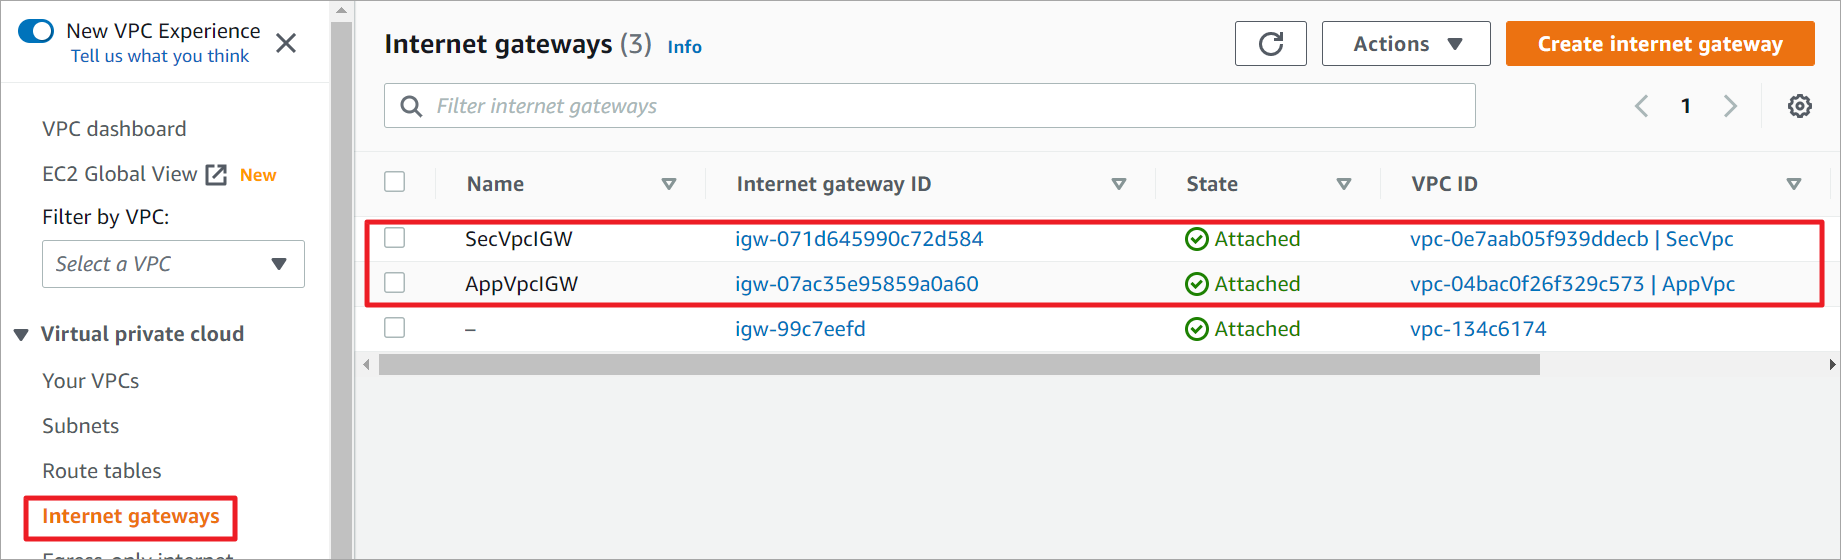 New VPC Experience
Tell us what you think
VPC dashboard
EC2 Global View New
Filter by VPC:
Select a VPC
Virtual private cloud
Your VPCs
Subnets
Route tables
Internet gateways
Egress-only internet
Internet gateways (3) Info
Actions
Create internet gateway
Filter internet gateways
1
Name Internet gateway ID State VPC ID
SecVpcIGW igw-071d645990c72d584 Attached vpc-0e7aab05f939ddecb | SecVpc
AppVpcIGW igw-07ac35e95859a0a60 Attached vpc-04bac0f26f329c573 | AppVpc
– igw-99c7eefd Attached vpc-134c6174